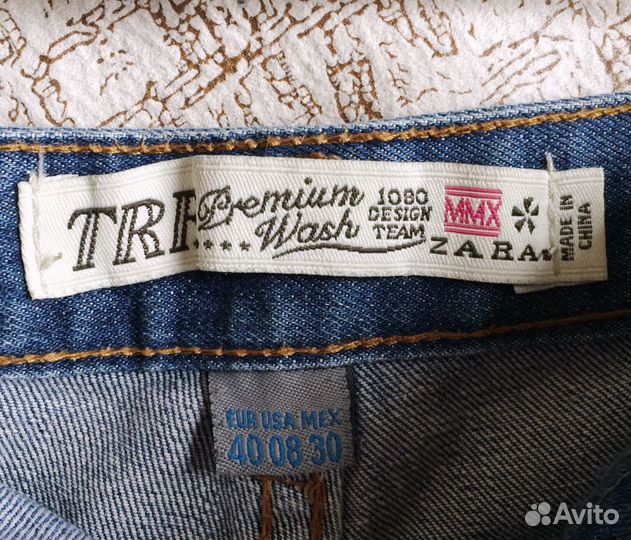 TRF
Premium
Wash
1080
DESIGN
TEAM
MMX
ZARA
MADE IN
CHINA
EUR USA MEX
40 08 30
Avito